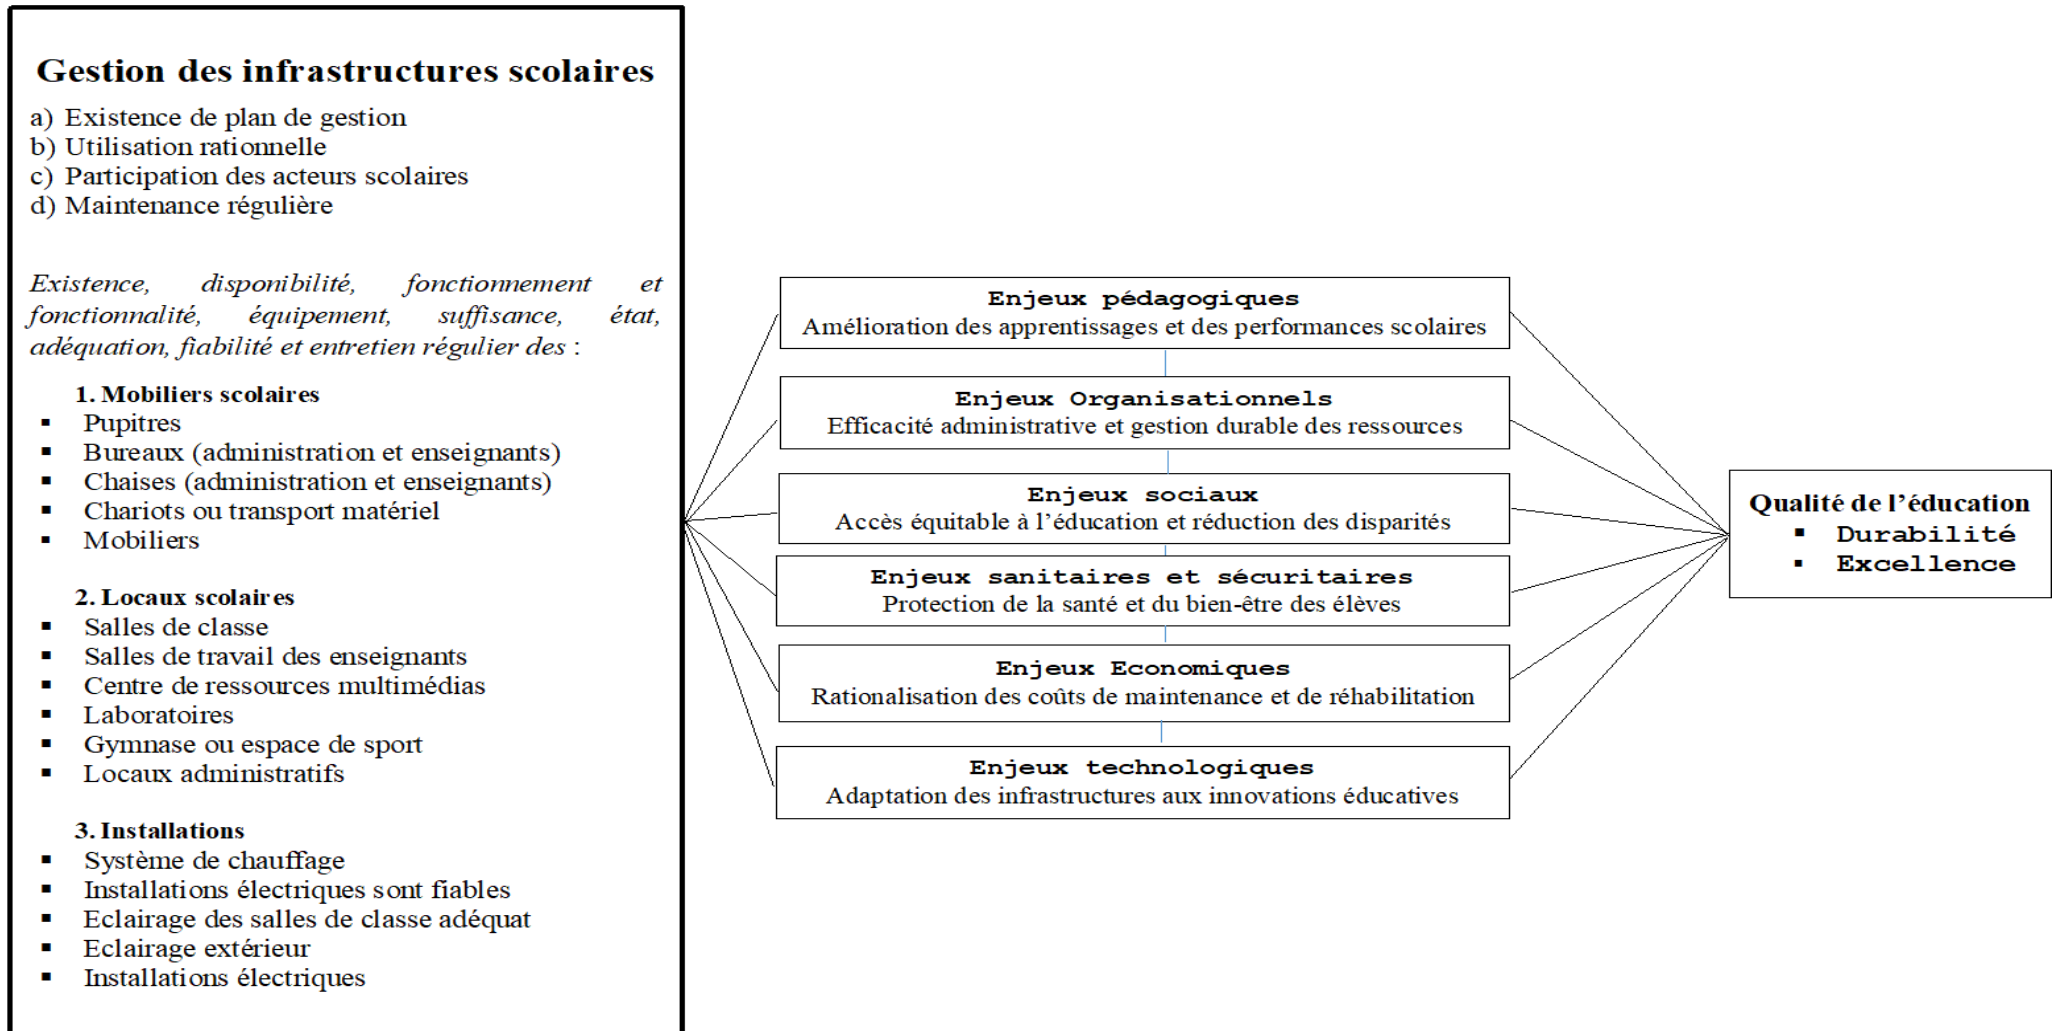 Gestion des infrastructures scolaires
a) Existence de plan de gestion
b) Utilisation rationnelle
c) Participation des acteurs scolaires
d) Maintenance régulière
Existence, disponibilité, fonctionnement et
fonctionnalité, équipement, suffisance, état,
adéquation, fiabilité et entretien régulier des :
1. Mobiliers scolaires
▪ Pupitres
▪ Bureaux (administration et enseignants)
▪ Chaises (administration et enseignants)
▪ Chariots ou transport matériel
▪ Mobiliers
2. Locaux scolaires
▪ Salles de classe
▪ Salles de travail des enseignants
▪ Centre de ressources multimédias
▪ Laboratoires
▪ Gymnase ou espace de sport
▪ Locaux administratifs
3. Installations
▪ Système de chauffage
▪ Installations électriques sont fiables
▪ Eclairage des salles de classe adéquat
▪ Eclairage extérieur
▪ Installations électriques
Enjeux pédagogiques
Amélioration des apprentissages et des performances scolaires
Enjeux Organisationnels
Efficacité administrative et gestion durable des ressources
Enjeux sociaux
Accès équitable à l’éducation et réduction des disparités
Enjeux sanitaires et sécuritaires
Protection de la santé et du bien-être des élèves
Enjeux Economiques
Rationalisation des coûts de maintenance et de réhabilitation
Enjeux technologiques
Adaptation des infrastructures aux innovations éducatives
Qualité de l’éducation
▪ Durabilité
▪ Excellence